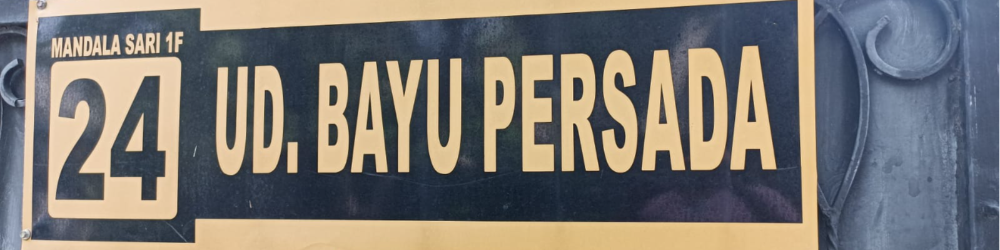 MANDALA SARI 1F
24
UD. BAYU PERSADA